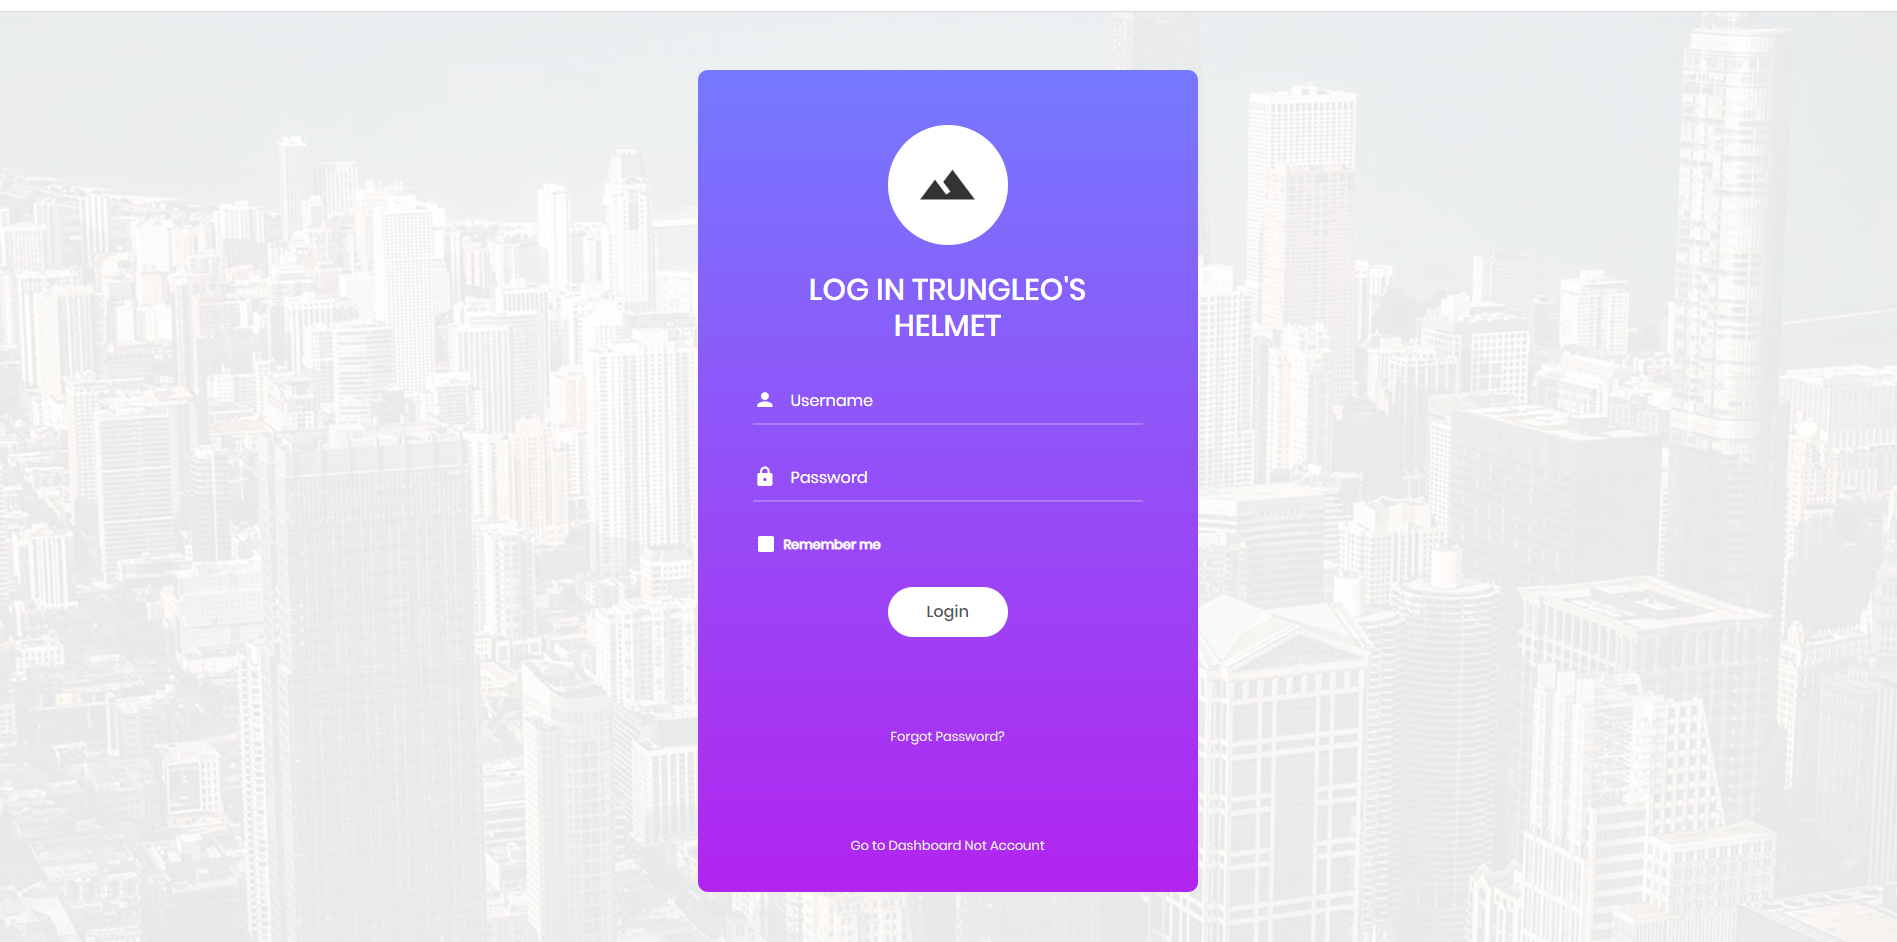 LOG IN TRUNGLEO'S
HELMET
Username
Password
Remember me
Login
Forgot Password?
Go to Dashboard Not Account